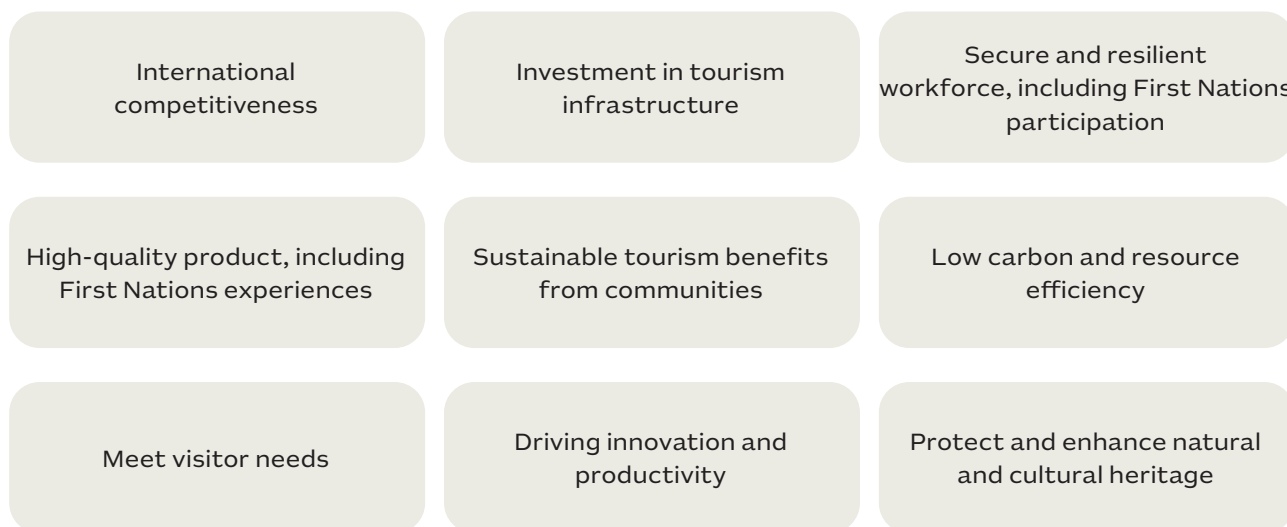 International
competitiveness
Investment in tourism
infrastructure
Secure and resilient
workforce, including First Nations
participation
High-quality product, including
First Nations experiences
Sustainable tourism benefits
from communities
Low carbon and resource
efficiency
Meet visitor needs
Driving innovation and
productivity
Protect and enhance natural
and cultural heritage